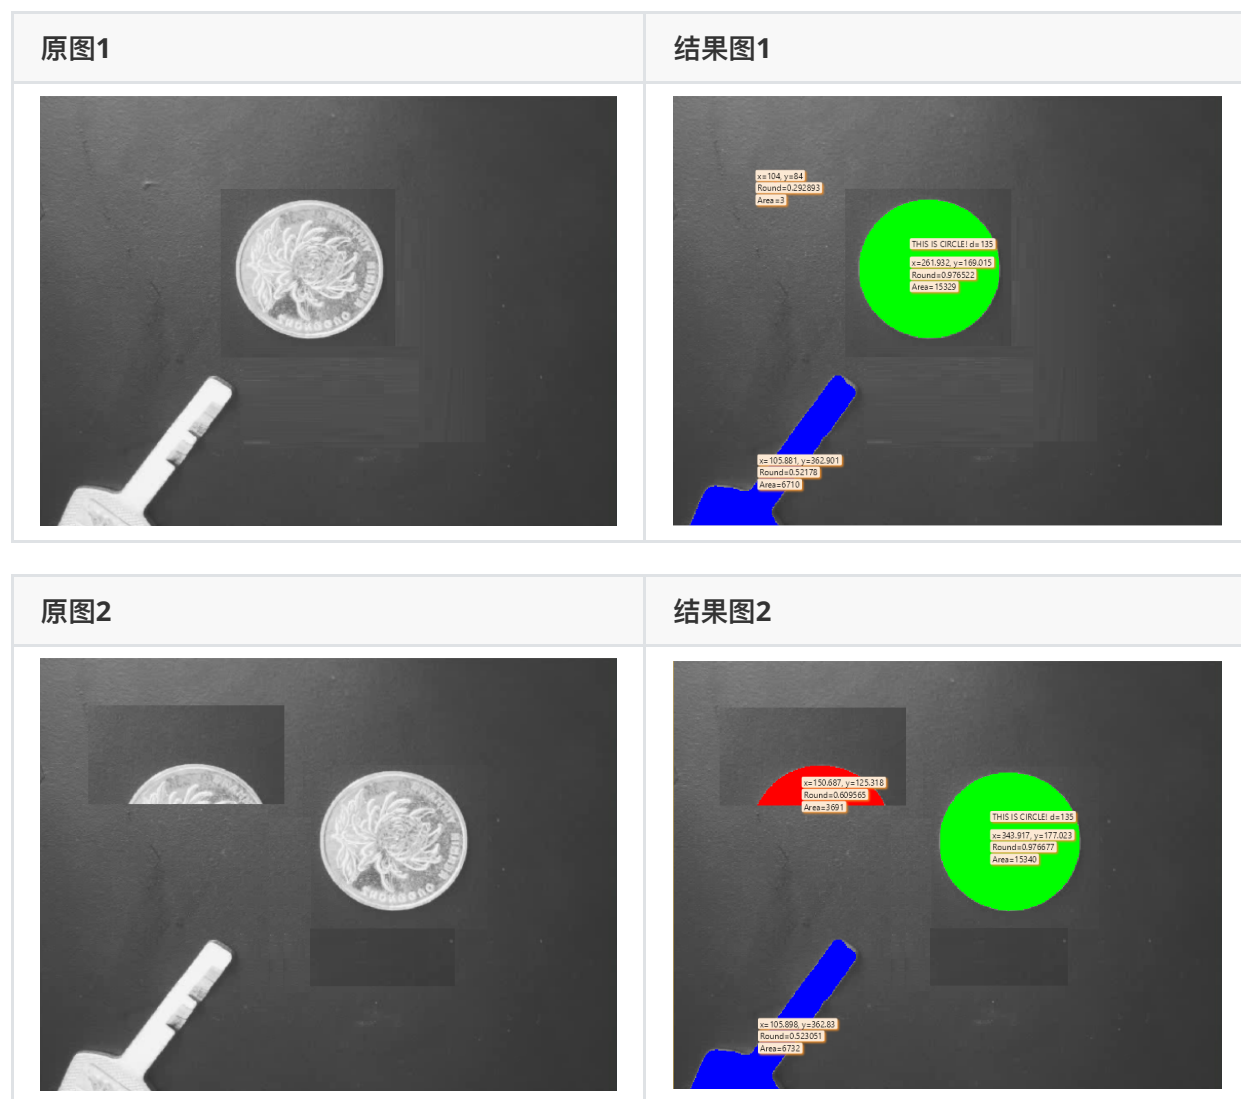 原图1
结果图1
x=104, y=84
Round=0.292893
Area=3
THIS IS CIRCLE! d=135
x=261.932, y=169.015
Round=0.976522
Area=15329
x=105.881, y=362.901
Round=0.52178
Area=6710
原图2
结果图2
x=150.687, y=125.318
Round=0.609565
Area=3691
THIS IS CIRCLE! d=135
x=343.917, y=177.023
Round=0.976677
Area=15340
x=105.898, y=362.83
Round=0.523051
Area=6732